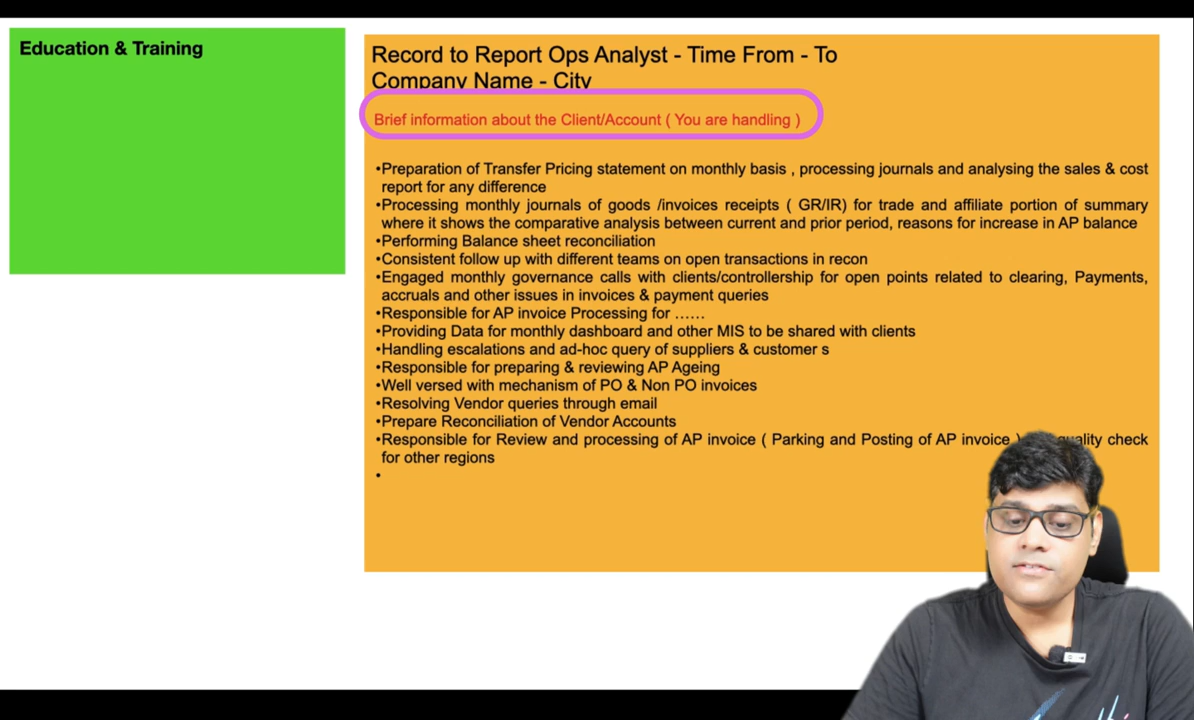 Education & Training
Record to Report Ops Analyst - Time From - To
Company Name - City
Brief information about the Client/Account ( You are handling )
•Preparation of Transfer Pricing statement on monthly basis , processing journals and analysing the sales & cost
report for any difference
•Processing monthly journals of goods /invoices receipts ( GR/IR) for trade and affiliate portion of summary
where it shows the comparative analysis between current and prior period, reasons for increase in AP balance
•Performing Balance sheet reconciliation
•Consistent follow up with different teams on open transactions in recon
•Engaged monthly governance calls with clients/controllership for open points related to clearing, Payments,
accruals and other issues in invoices & payment queries
•Responsible for AP invoice Processing for ……
•Providing Data for monthly dashboard and other MIS to be shared with clients
•Handling escalations and ad-hoc query of suppliers & customer s
•Responsible for preparing & reviewing AP Ageing
•Well versed with mechanism of PO & Non PO invoices
•Resolving Vendor queries through email
•Prepare Reconciliation of Vendor Accounts
•Responsible for Review and processing of AP invoice ( Parking and Posting of AP invoice ) check
for other regions
•